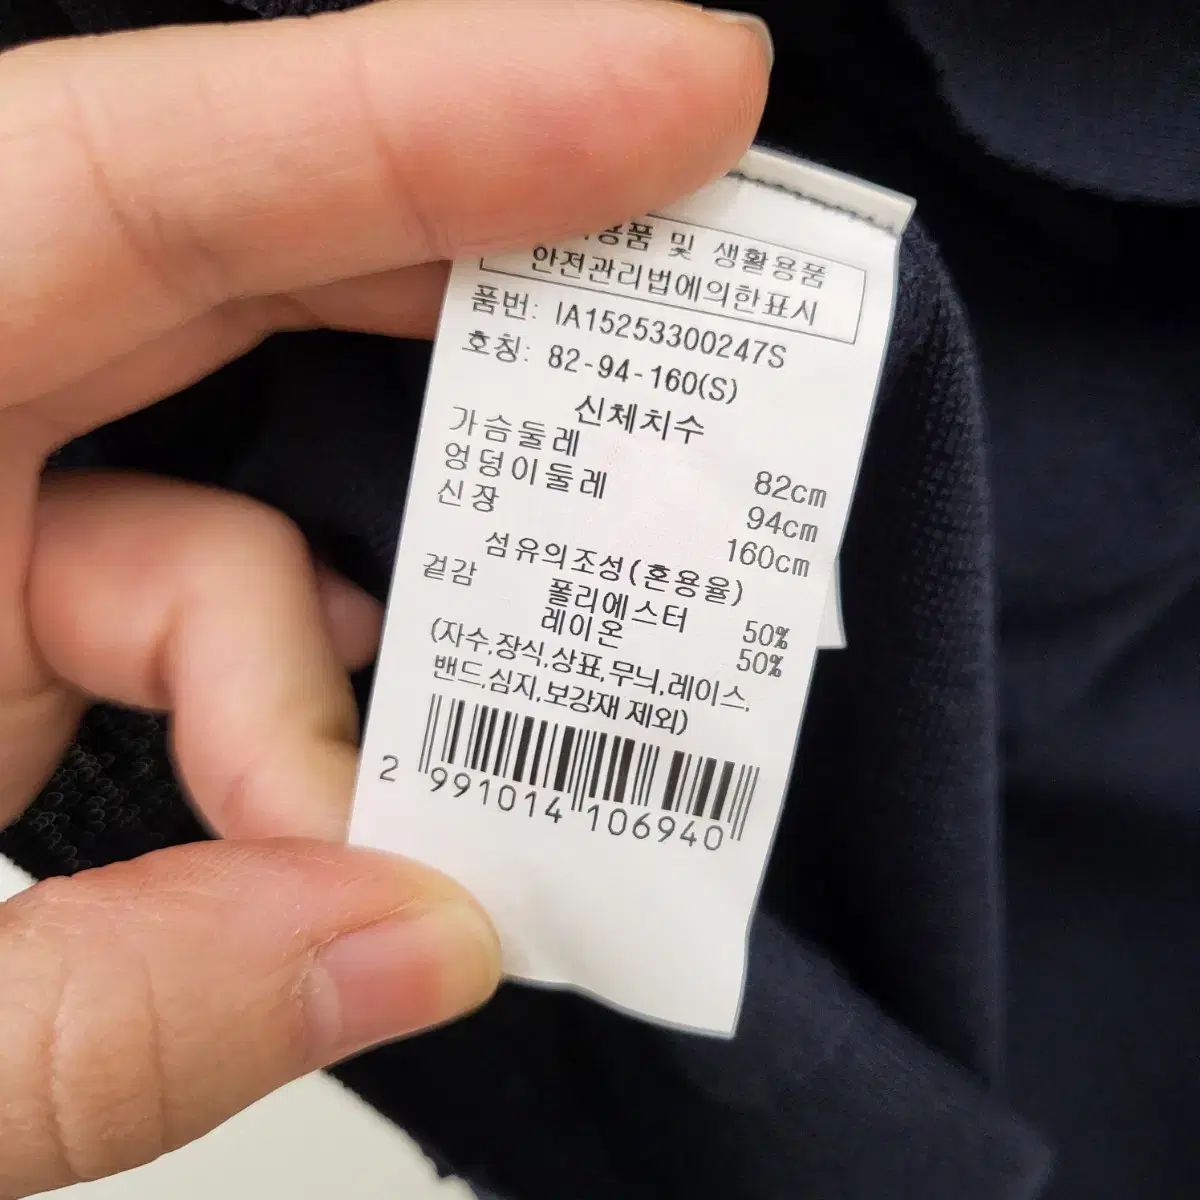 용품 및 생활용품
안전관리법에의한표시
품번: IA15253300247S
호칭: 82-94-160(S)
신체치수
가슴둘레 82cm
엉덩이둘레 94cm
신장 160cm
섬유의조성(혼용율)
겉감 폴리에스터 50%
레이온 50%
(자수,장식,상표,무늬,레이스,
밴드,심지,보강재 제외)
2 991014 106940